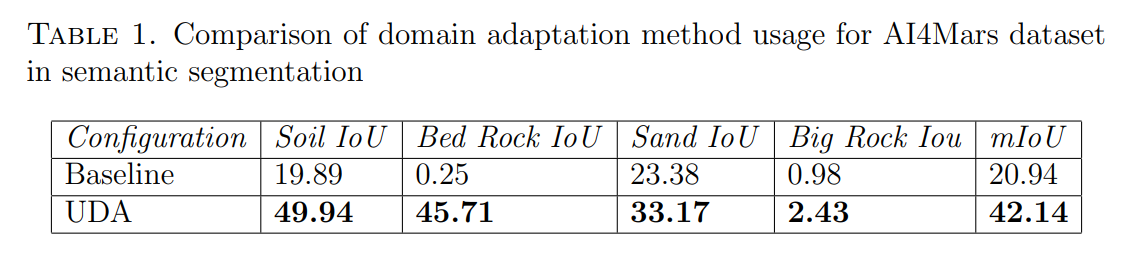 TABLE 1. Comparison of domain adaptation method usage for AI4Mars dataset
in semantic segmentation
Configuration Soil IoU Bed Rock IoU Sand IoU Big Rock Iou mIoU
Baseline 19.89 0.25 23.38 0.98 20.94
UDA 49.94 45.71 33.17 2.43 42.14